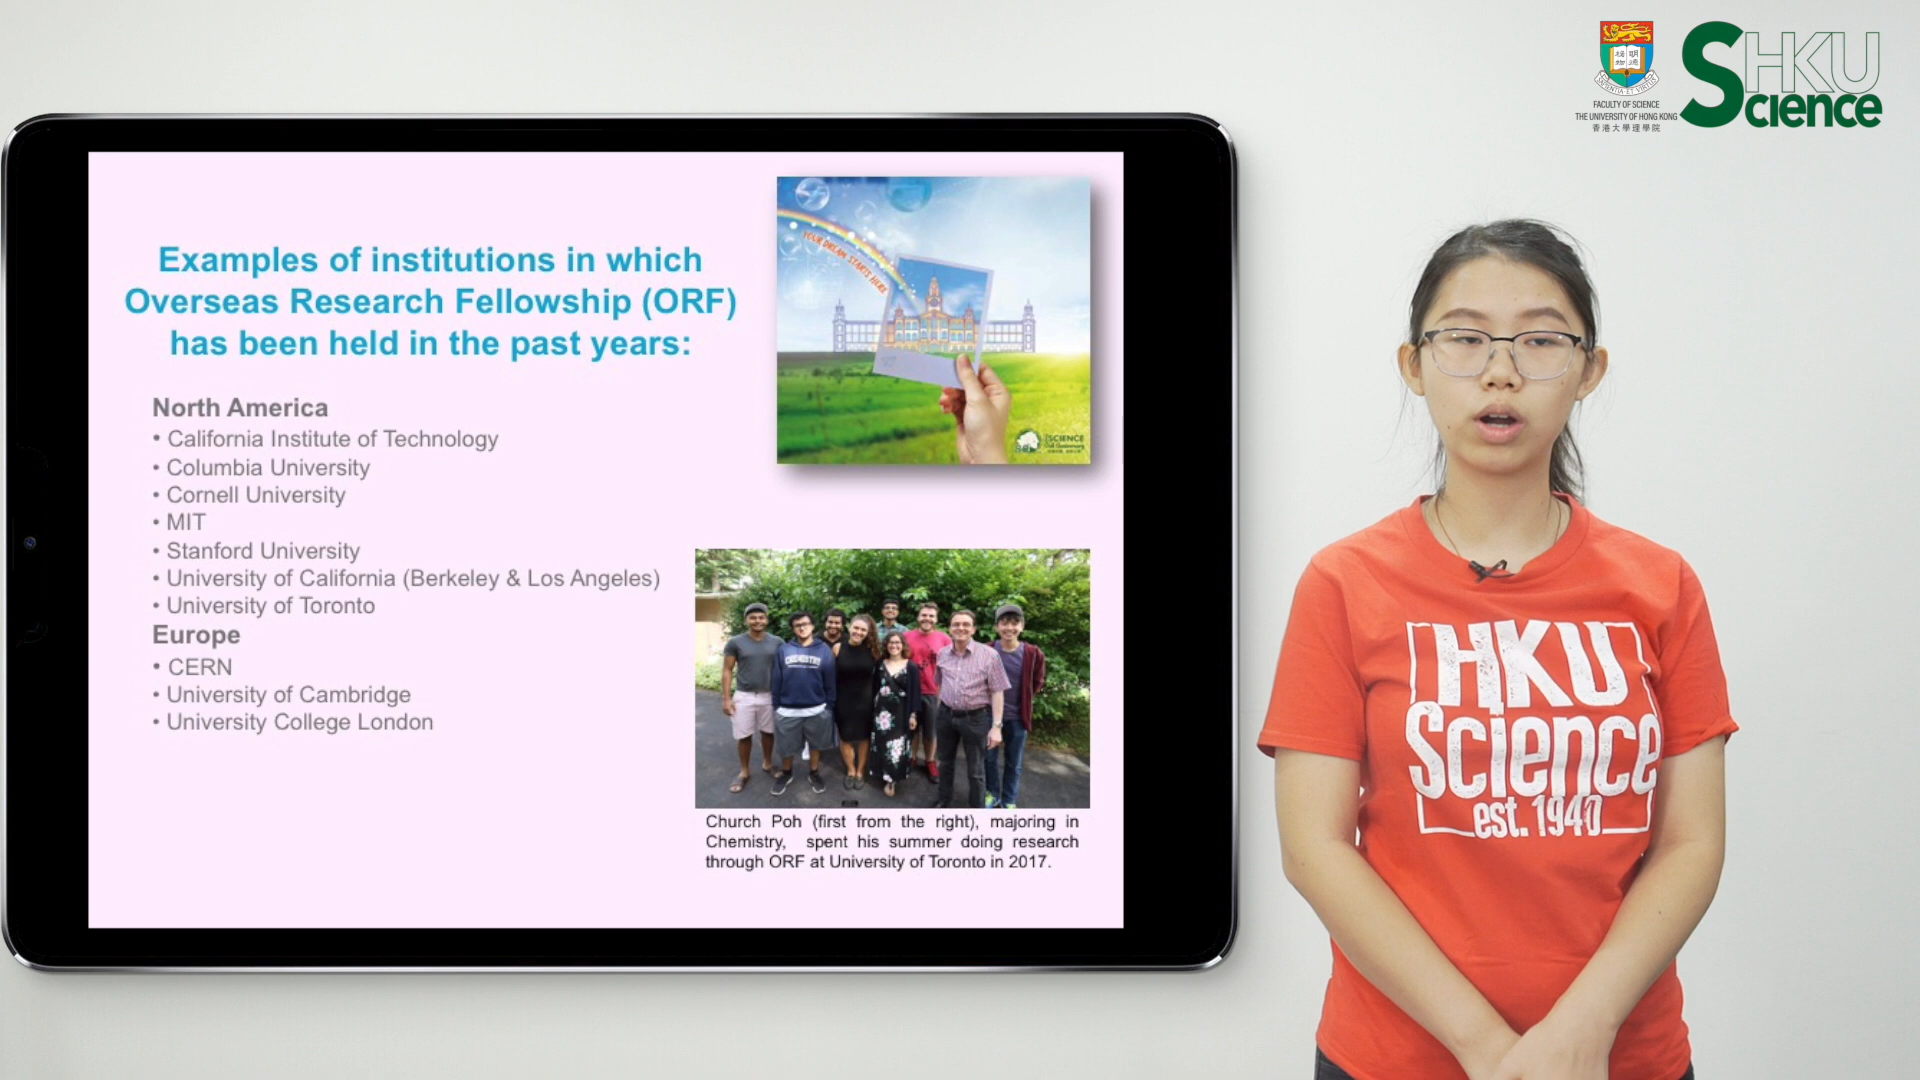 Examples of institutions in which
Overseas Research Fellowship (ORF)
has been held in the past years:
North America
• California Institute of Technology
• Columbia University
• Cornell University
• MIT
• Stanford University
• University of California (Berkeley & Los Angeles)
• University of Toronto
Europe
• CERN
• University of Cambridge
• University College London
YOUR DREAM STARTS HERE
SCIENCE
CHEMISTRY
Church Poh (first from the right), majoring in
Chemistry, spent his summer doing research
through ORF at University of Toronto in 2017.
FACULTY OF SCIENCE
THE UNIVERSITY OF HONG KONG
香港大學理學院
HKU
Science
HKU
Science
est. 1940